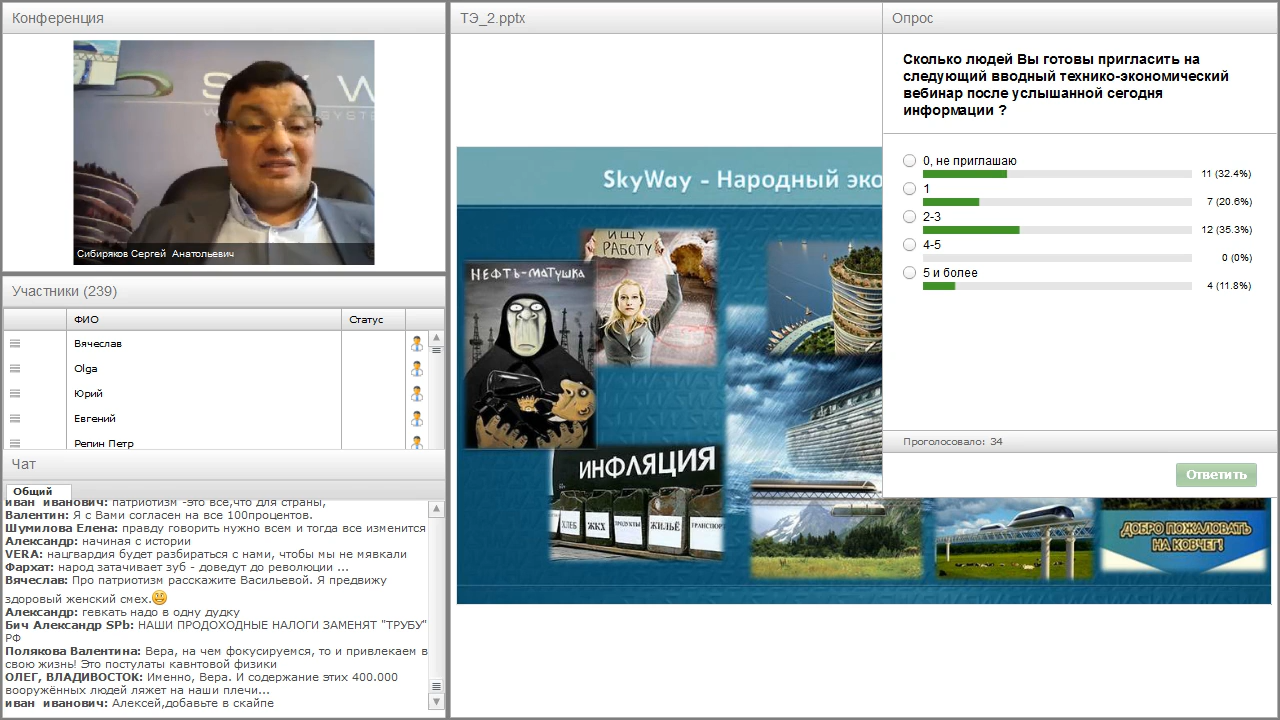 Конференция
SKY W
Сибиряков Сергей Анатольевич
Участники (239)
ФИО
Статус
Вячеслав
Olga
Юрий
Евгений
Репин Петр
Чат
Общий
иван иванович: патриотизм -это все,что для страны,
Валентин: Я с Вами согласен на все 100процентов.
Шумилова Елена: правду говорить нужно всем и тогда все изменится
Александр: начиная с истории
VERA: нацгвардия будет разбираться с нами, чтобы мы не мявкали
Фархат: народ затачивает зуб - доведут до революции ...
Вячеслав: Про патриотизм расскажите Васильевой. Я предвижу
здоровый женский смех.
Александр: гевкать надо в одну дудку
Бич Александр SPb: НАШИ ПРОДОХОДНЫЕ НАЛОГИ ЗАМЕНЯТ "ТРУБУ"
РФ
Полякова Валентина: Вера, на чем фокусируемся, то и привлекаем в
свою жизнь! Это постулаты кавнтовой физики
ОЛЕГ, ВЛАДИВОСТОК: Именно, Вера. И содержание этих 400.000
вооружённых людей ляжет на наши плечи...
иван иванович: Алексей,добавьте в скайпе
ТЭ_2.pptx
SkyWay - Народный эко
ИЩУ
РАБОТУ
НЕФТЬ-МАТУШКА
ИНФЛЯЦИЯ
ХЛЕБ
ЖКХ
ПРОДУКТЫ
ЖИЛЬЁ
ТРАНСПОРТ
ДОБРО ПОЖАЛОВАТЬ
НА КОВЧЕГ!
Опрос
Сколько людей Вы готовы пригласить на
следующий вводный технико-экономический
вебинар после услышанной сегодня
информации ?
0, не приглашаю
11 (32.4%)
1
7 (20.6%)
2-3
12 (35.3%)
4-5
0 (0%)
5 и более
4 (11.8%)
Проголосовало: 34
Ответить